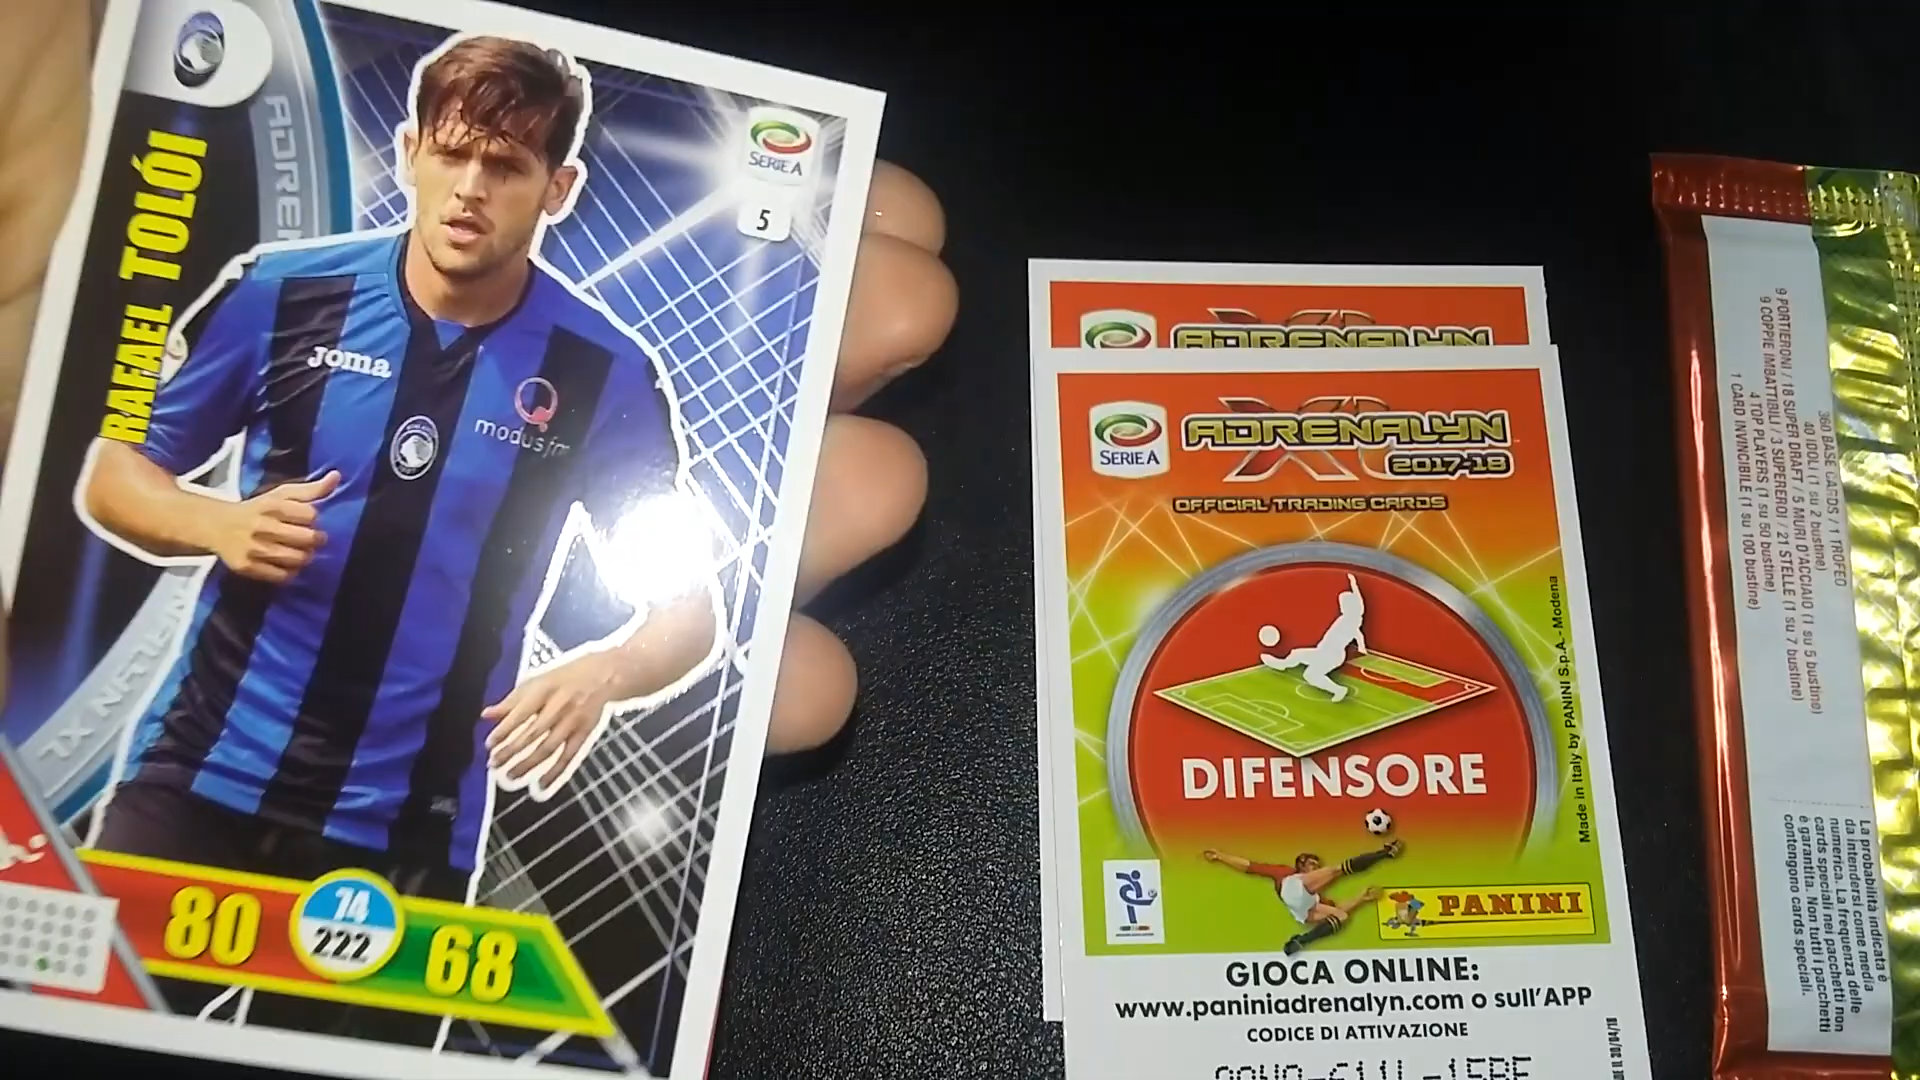 RAFAEL TOLÓI
ADREN
SERIE A
5
Joma
modusfm
80
74
222
68
SERIE A
ADRENALYN
XL
ADRENALYN
2017-18
OFFICIAL TRADING CARDS
DIFENSORE
Made in Italy by PANINI S.p.A. - Modena
PANINI
GIOCA ONLINE:
www.paniniadrenalyn.com o sull'APP
CODICE DI ATTIVAZIONE
360 BASE CARDS / 1 TROFEO
40 IDOLI (1 su 2 bustine)
9 PORTIERONI / 18 SUPER DRAFT / 5 MURI D'ACCIAIO (1 su 5 bustine)
9 COPPIE IMBATTIBILI / 3 SUPEREROI / 21 STELLE (1 su 7 bustine)
4 TOP PLAYERS (1 su 50 bustine)
1 CARD INVINCIBILE (1 su 100 bustine)
La probabilità indicata è
da intendersi come media
numerica. La frequenza delle
cards speciali nei pacchetti non
è garantita. Non tutti i pacchetti
contengono cards speciali.